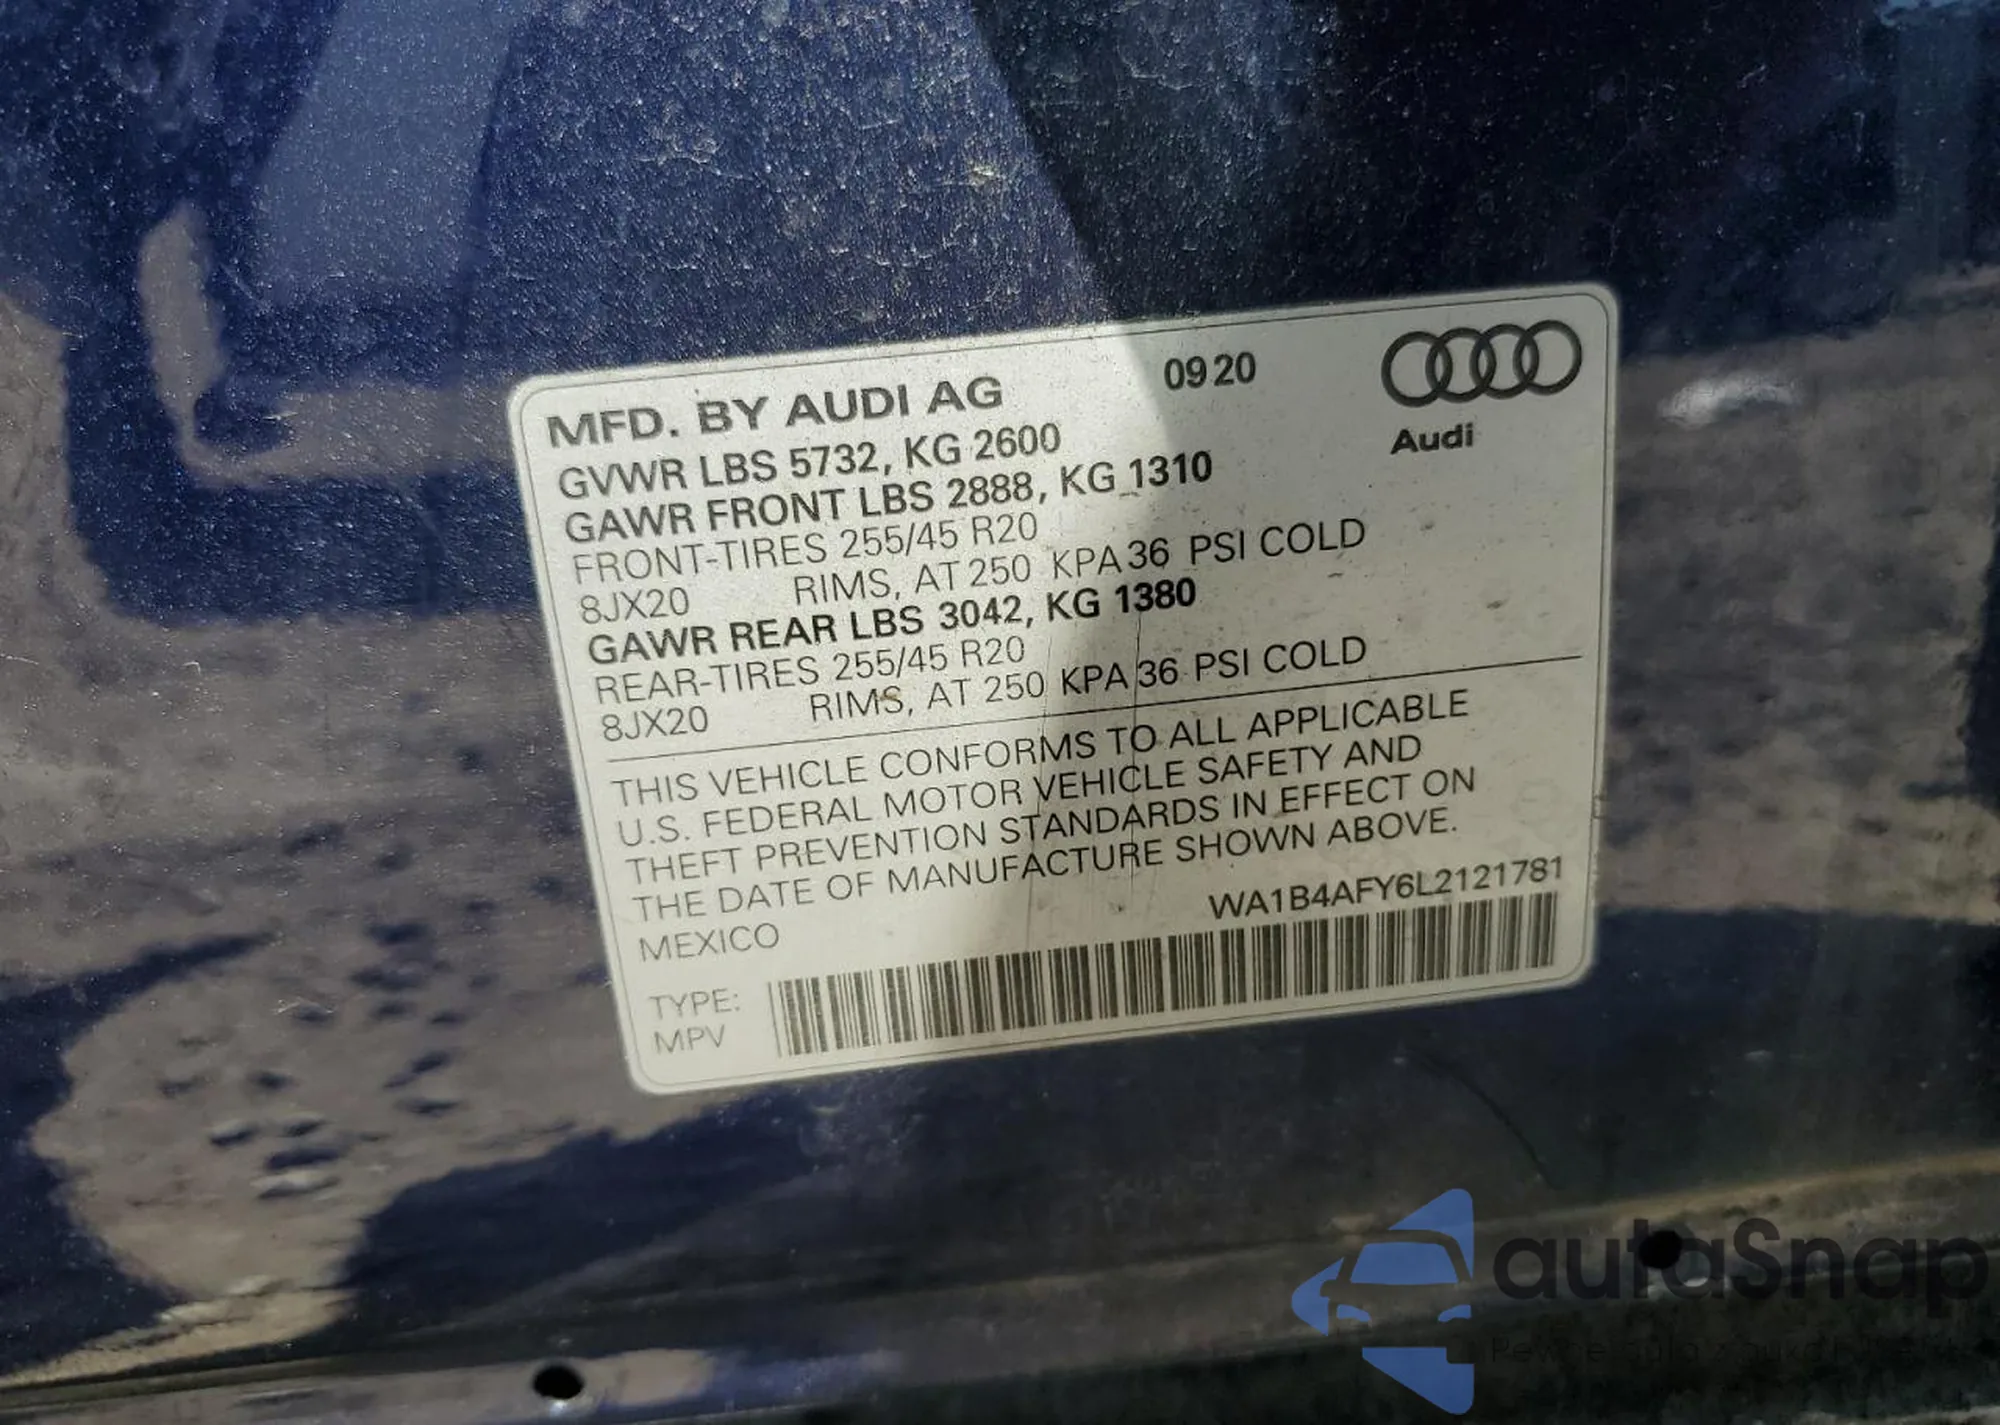 MFD. BY AUDI AG 09 20
Audi
GVWR LBS 5732, KG 2600
GAWR FRONT LBS 2888, KG 1310
FRONT-TIRES 255/45 R20
8JX20 RIMS, AT 250 KPA 36 PSI COLD
GAWR REAR LBS 3042, KG 1380
REAR-TIRES 255/45 R20
8JX20 RIMS, AT 250 KPA 36 PSI COLD
THIS VEHICLE CONFORMS TO ALL APPLICABLE
U.S. FEDERAL MOTOR VEHICLE SAFETY AND
THEFT PREVENTION STANDARDS IN EFFECT ON
THE DATE OF MANUFACTURE SHOWN ABOVE.
WA1B4AFY6L2121781
MEXICO
TYPE:
MPV
autaSnap